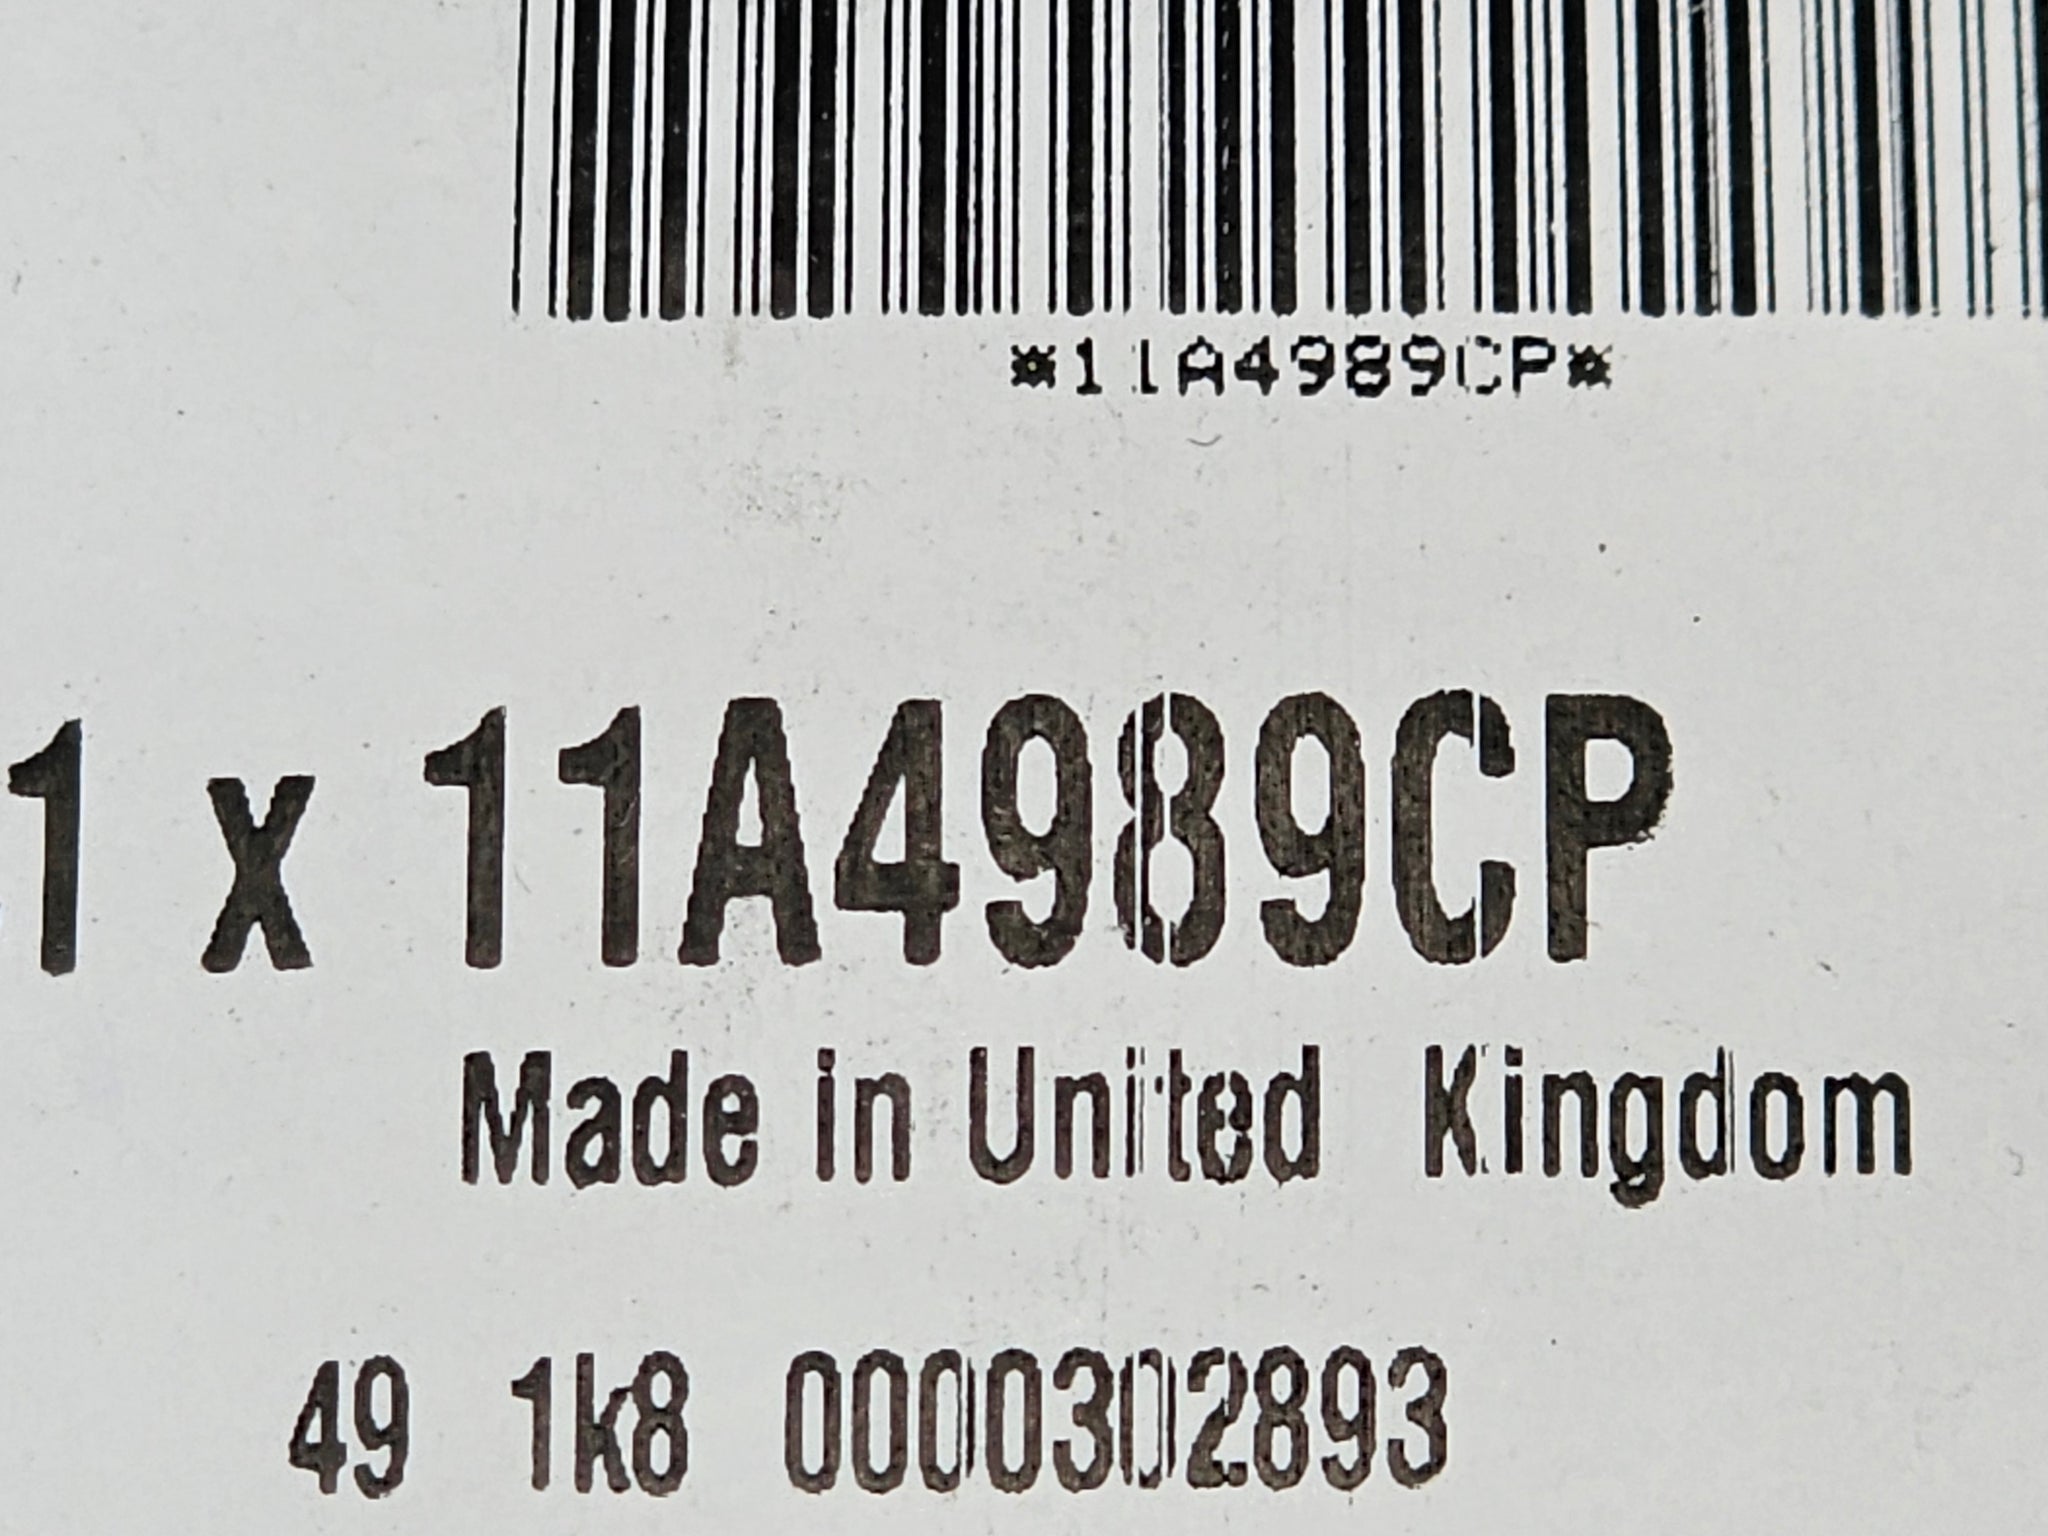 *11A4989CP*
1 x 11A4989CP
Made in United Kingdom
49 1k8 0000302893